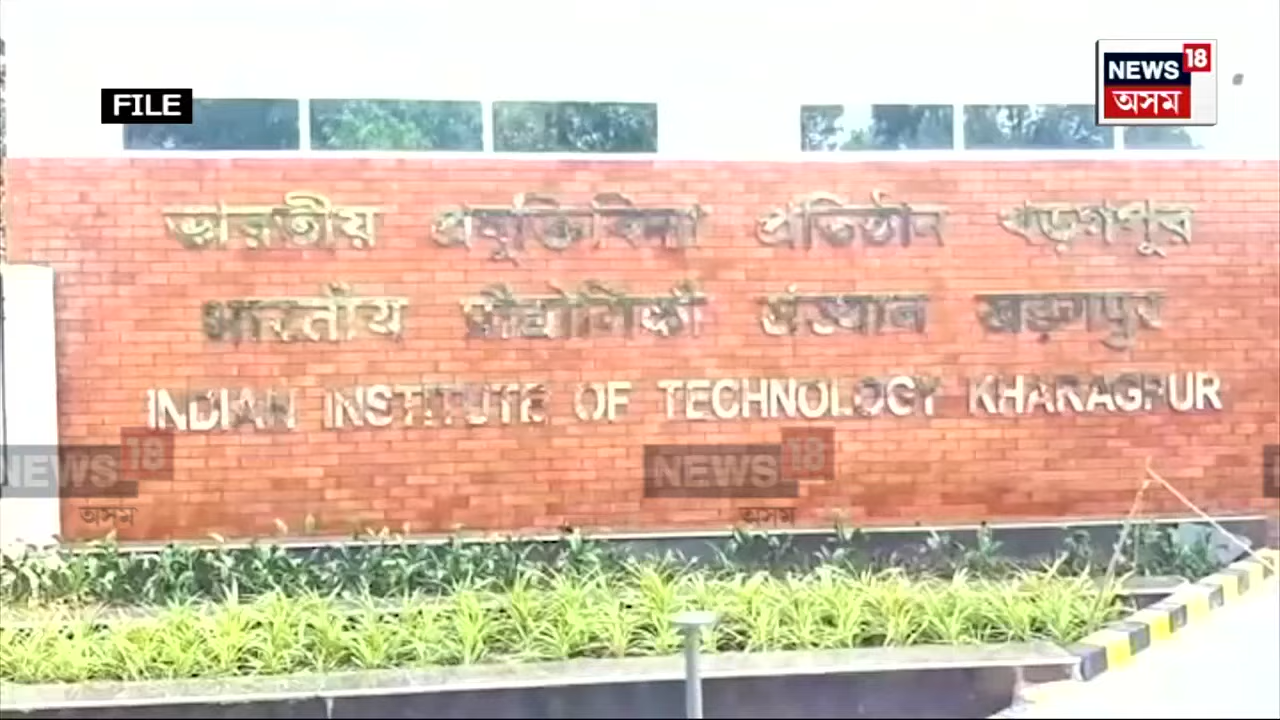 FILE
NEWS 18
অসম
ভারতীয় প্রযুক্তিবিদ্যা প্রতিষ্ঠান খড়গপুর
भारतीय प्रौद्योगिकी संस्थान खड़गपुर
INDIAN INSTITUTE OF TECHNOLOGY KHARAGPUR
NEWS 18
অসম
NEWS 18
অসম